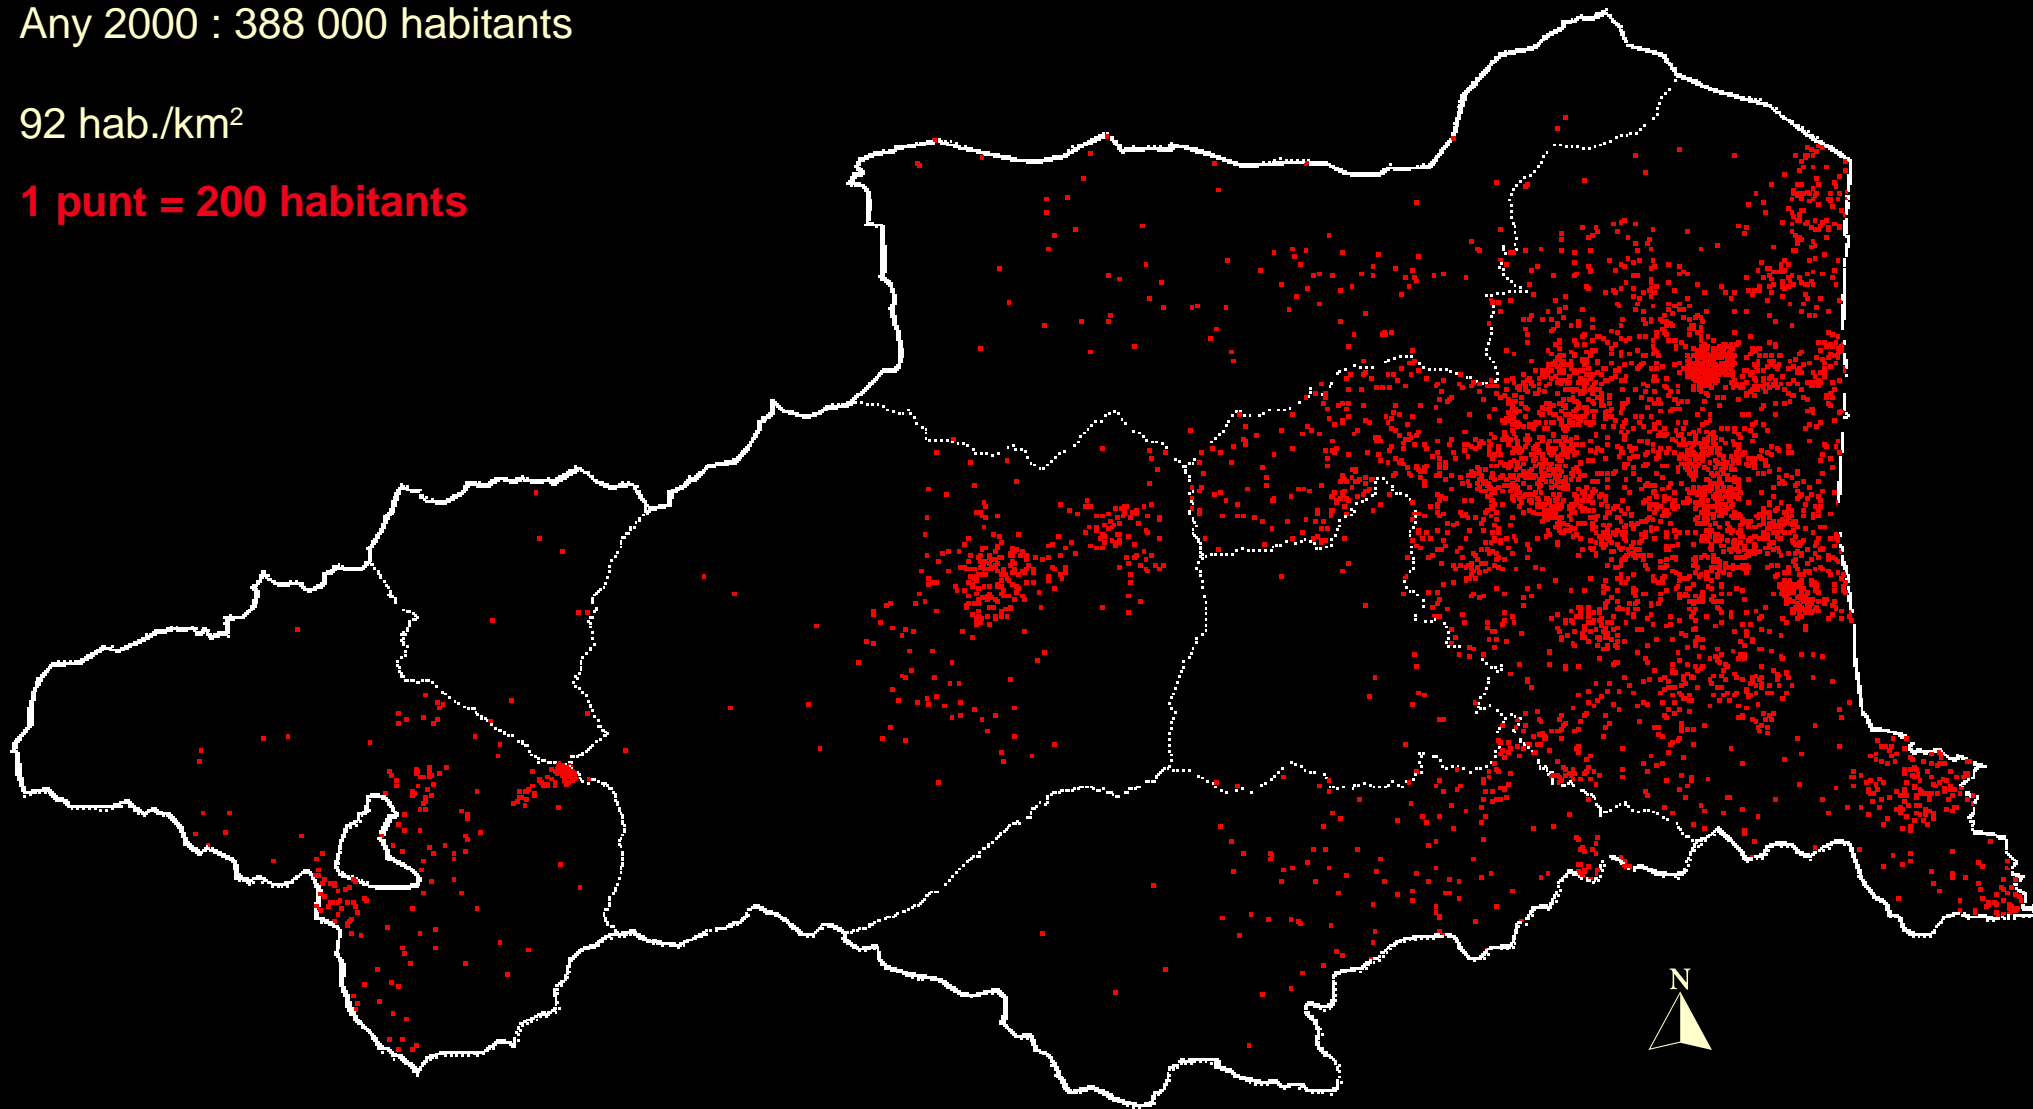 Any 2000 : 388 000 habitants
92 hab./km²
1 punt = 200 habitants
N